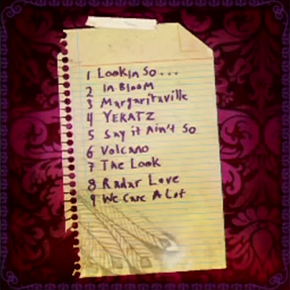 1 Lookin So...
2 In Bloom
3 Margaritaville
4 YEKATZ
5 Say it Ain't So
6 Volcano
7 The Look
8 Radar Love
9 We Care A Lot